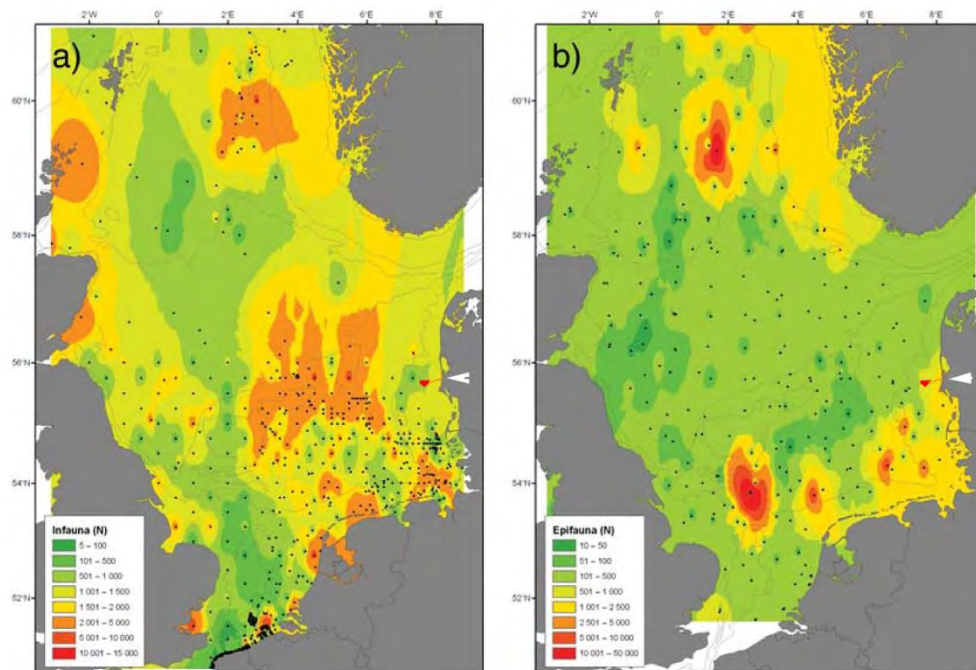 2°W 0° 2°E 4°E 6°E 8°E
a)
60°N
58°N
56°N
54°N
52°N
Infauna (N)
5 – 100
101 – 500
501 – 1 000
1 001 – 1 500
1 501 – 2 000
2 001 – 5 000
5 001 – 10 000
10 001 – 15 000
0° 2°E 4°E 6°E 8°E
b)
60°N
58°N
56°N
54°N
52°N
Epifauna (N)
10 – 50
51 – 100
101 – 500
501 – 1 000
1 001 – 2 500
2 501 – 5 000
5 001 – 10 000
10 001 – 50 000